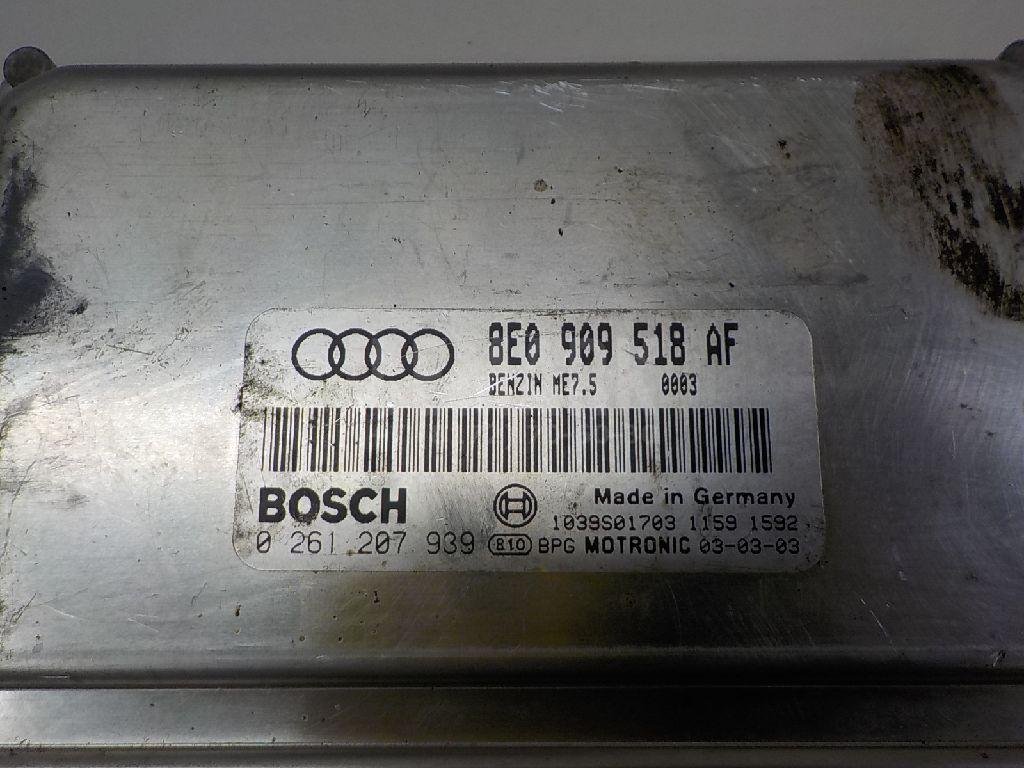 8E0 909 518 AF
BENZIN ME7.5 0003
BOSCH Made in Germany
1039S01703 1159 1592
0 261 207 939 810 BPG MOTRONIC 03-03-03